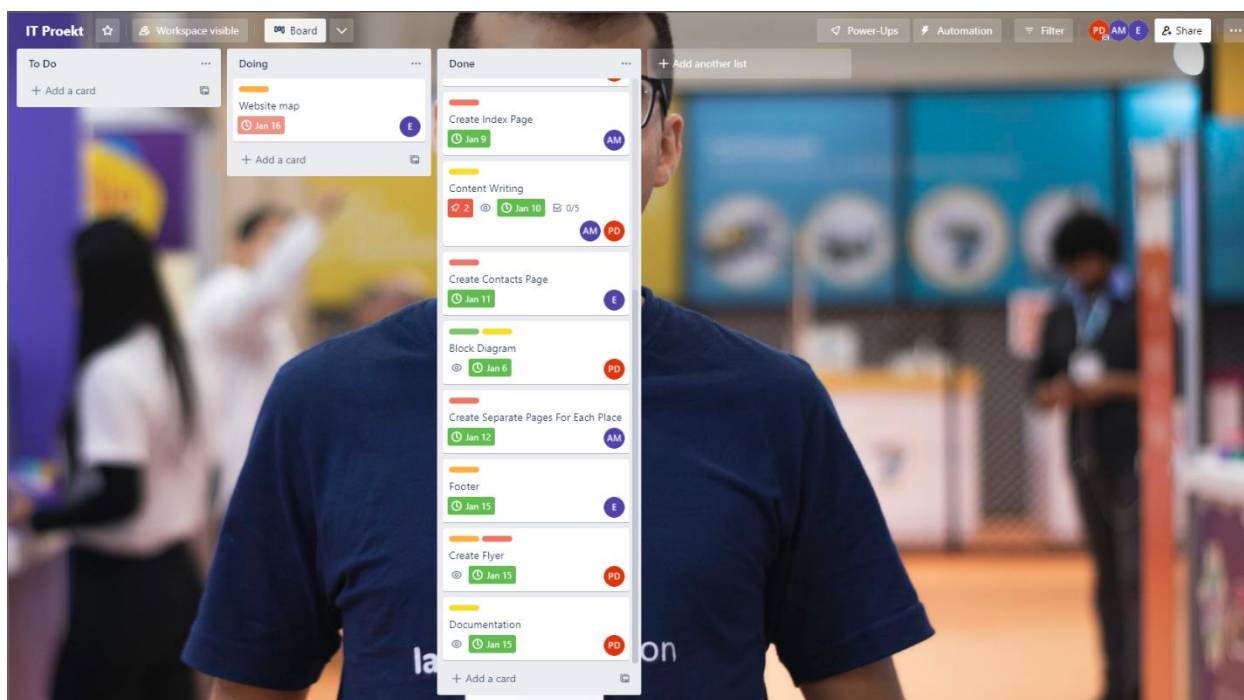 IT Proekt
Workspace visible
Board
Power-Ups
Automation
Filter
PD AM E
Share
To Do
+ Add a card
Doing
Website map
Jan 16
E
+ Add a card
Done
Create Index Page
Jan 9
AM
Content Writing
2
Jan 10
0/5
AM PD
Create Contacts Page
Jan 11
E
Block Diagram
Jan 6
PD
Create Separate Pages For Each Place
Jan 12
AM
Footer
Jan 15
E
Create Flyer
Jan 15
PD
Documentation
Jan 15
PD
+ Add a card
+ Add another list
la
on